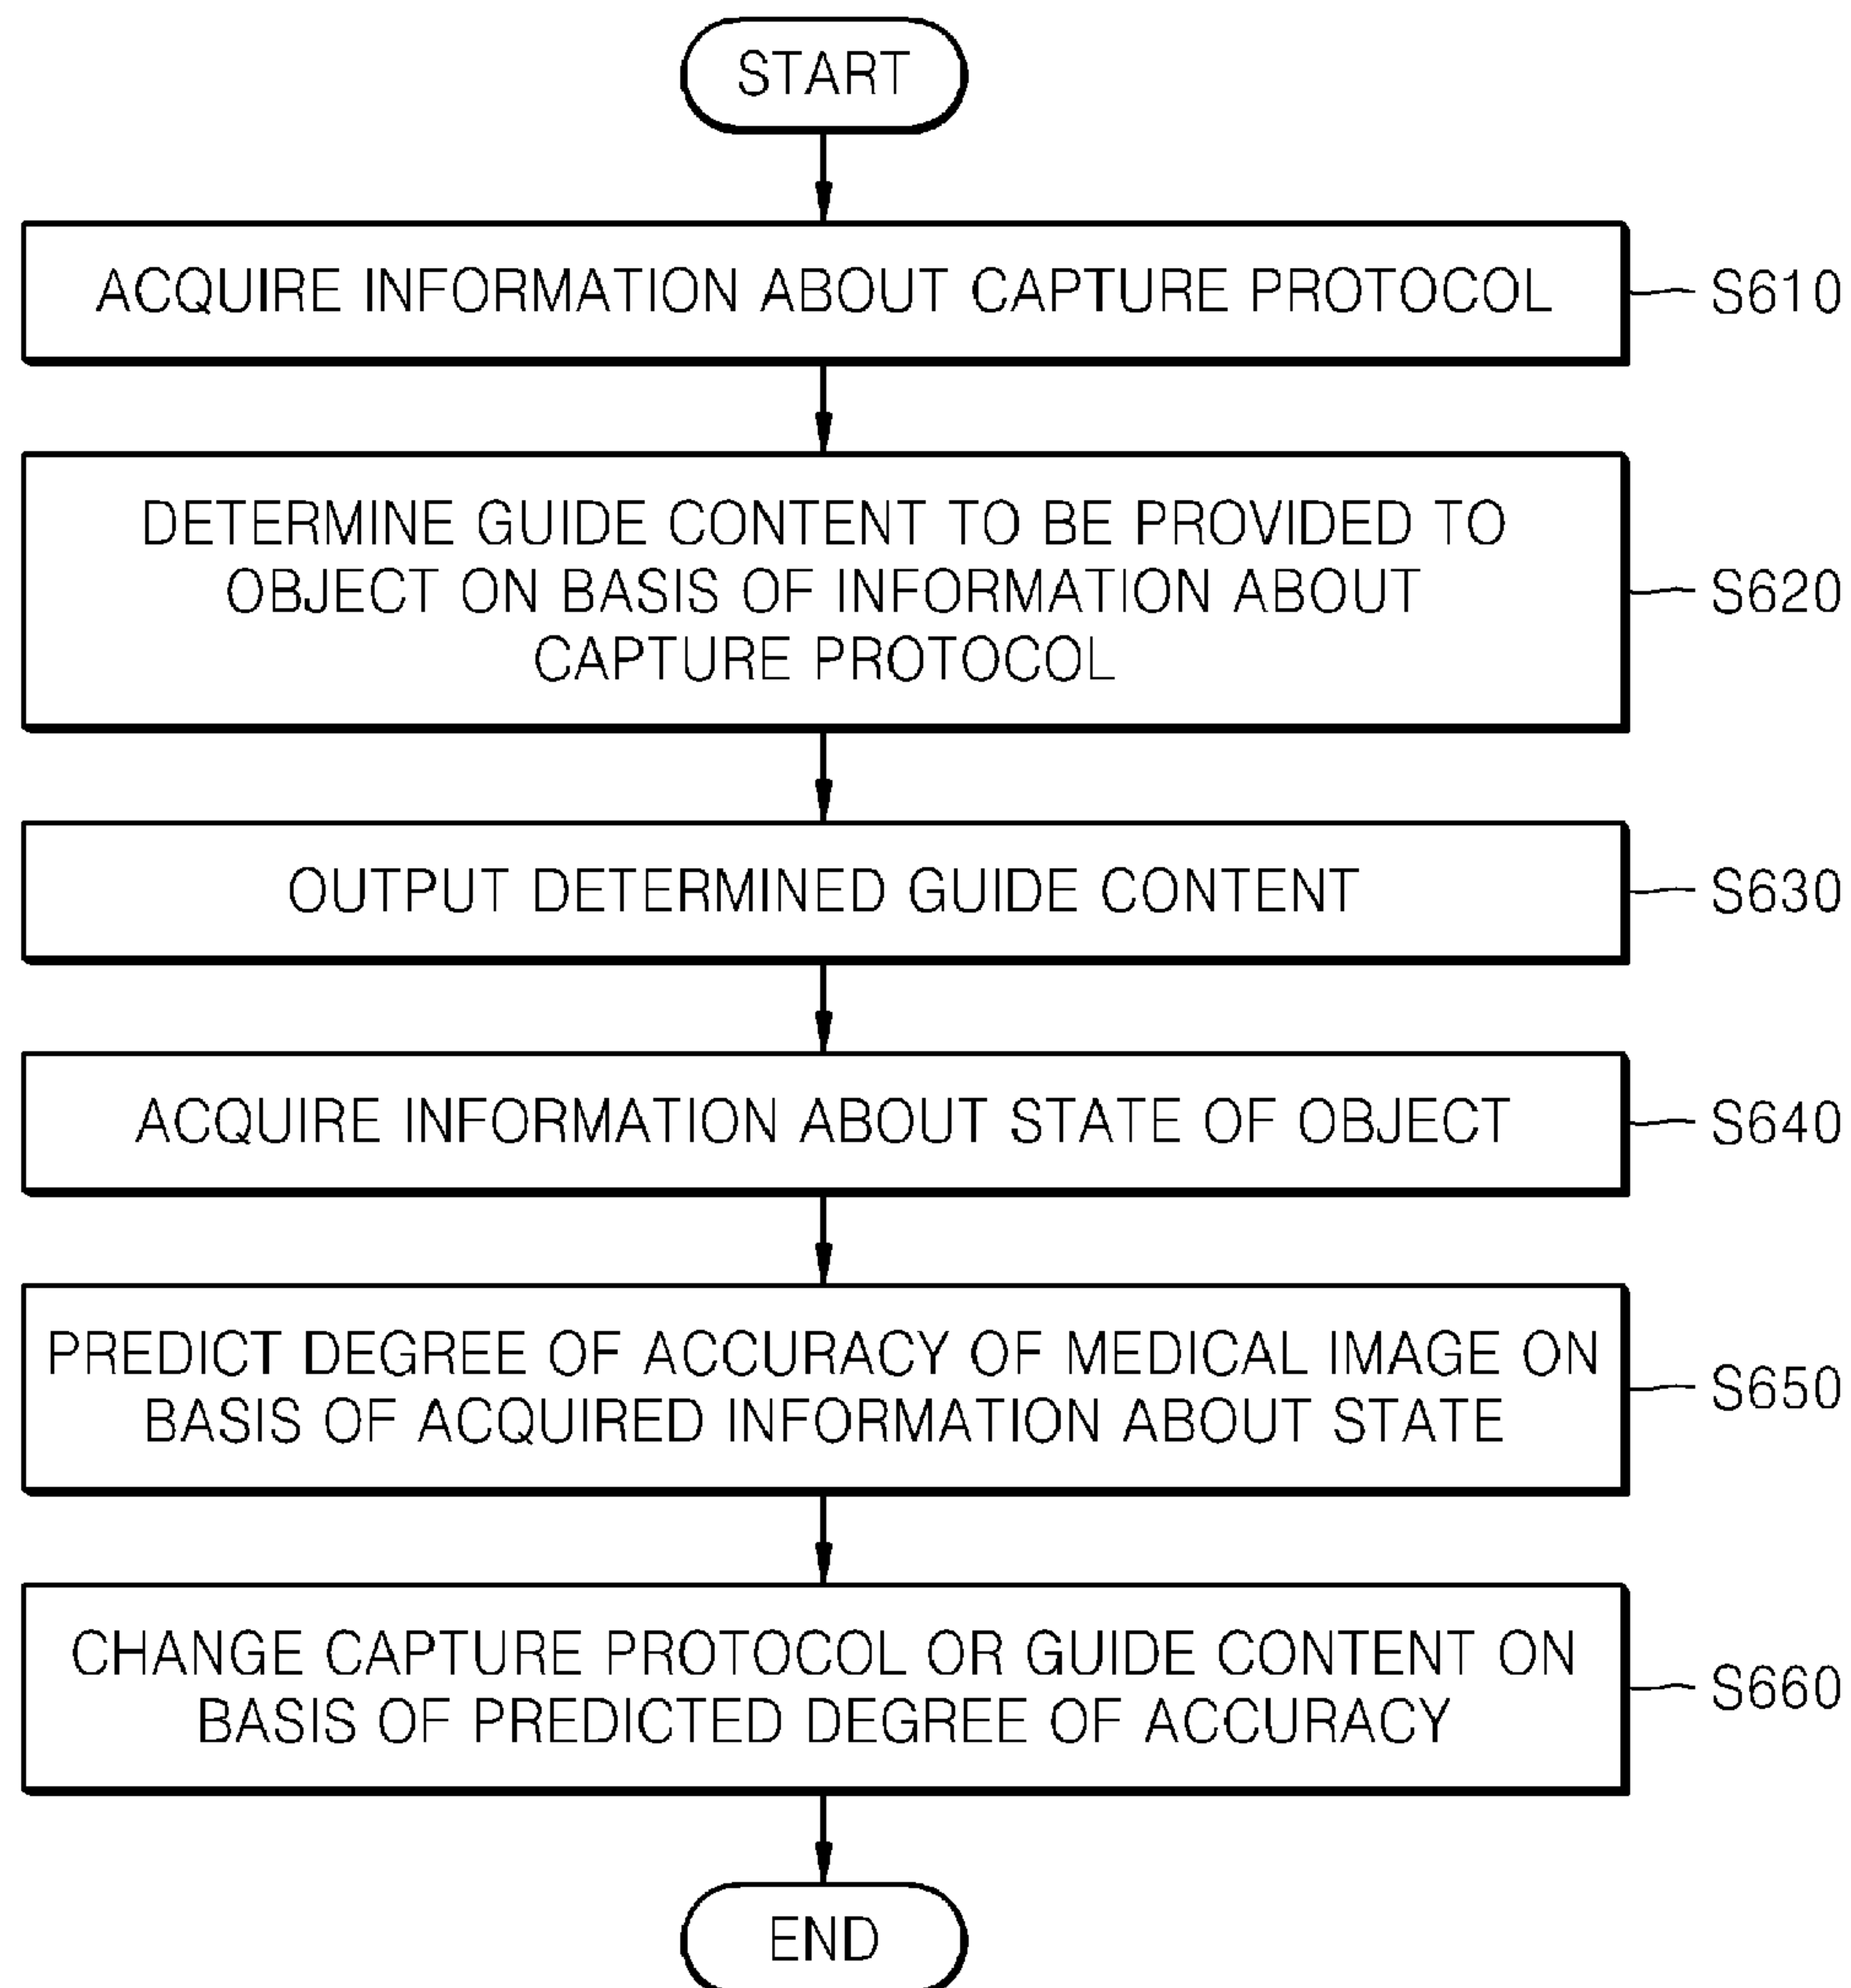 START
ACQUIRE INFORMATION ABOUT CAPTURE PROTOCOL
S610
DETERMINE GUIDE CONTENT TO BE PROVIDED TO
OBJECT ON BASIS OF INFORMATION ABOUT
CAPTURE PROTOCOL
S620
OUTPUT DETERMINED GUIDE CONTENT
S630
ACQUIRE INFORMATION ABOUT STATE OF OBJECT
S640
PREDICT DEGREE OF ACCURACY OF MEDICAL IMAGE ON
BASIS OF ACQUIRED INFORMATION ABOUT STATE
S650
CHANGE CAPTURE PROTOCOL OR GUIDE CONTENT ON
BASIS OF PREDICTED DEGREE OF ACCURACY
S660
END